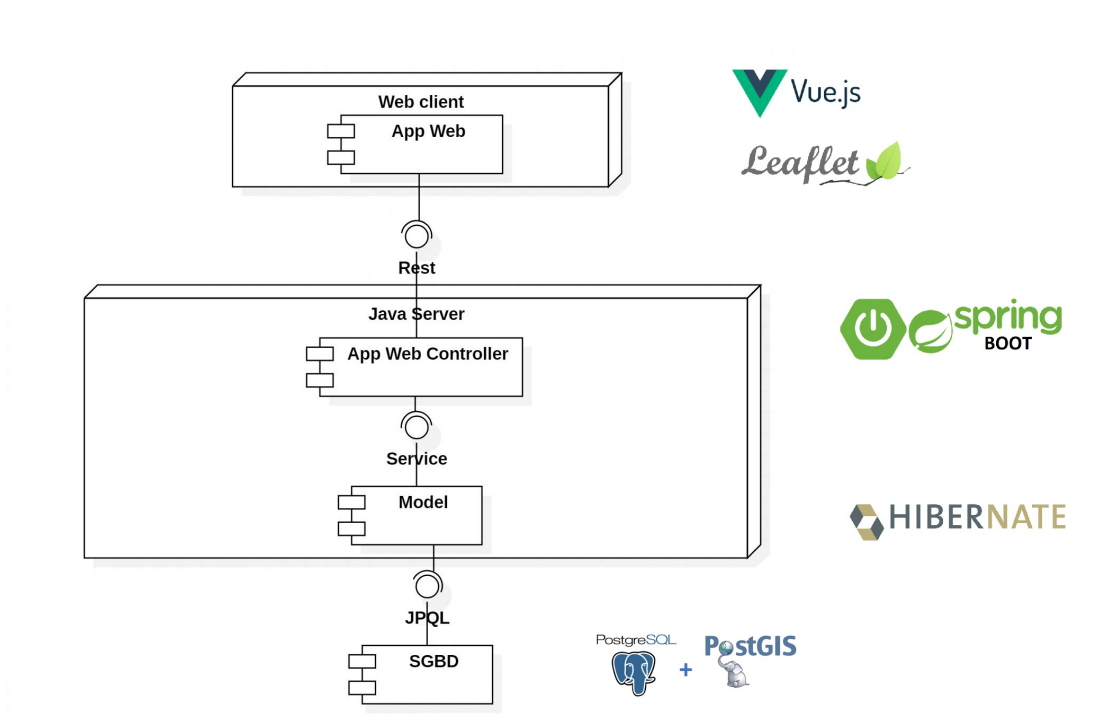 Web client
App Web
Vue.js
Leaflet
Rest
Java Server
App Web Controller
spring
BOOT
Service
Model
HIBERNATE
JPQL
SGBD
PostgreSQL
+
PostGIS